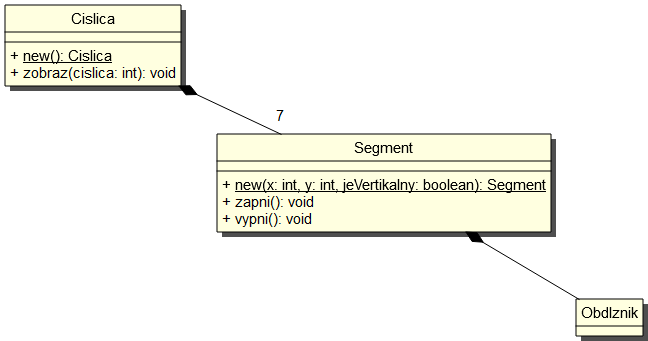 Cislica
+ new(): Cislica
+ zobraz(cislica: int): void
7
Segment
+ new(x: int, y: int, jeVertikalny: boolean): Segment
+ zapni(): void
+ vypni(): void
Obdlznik